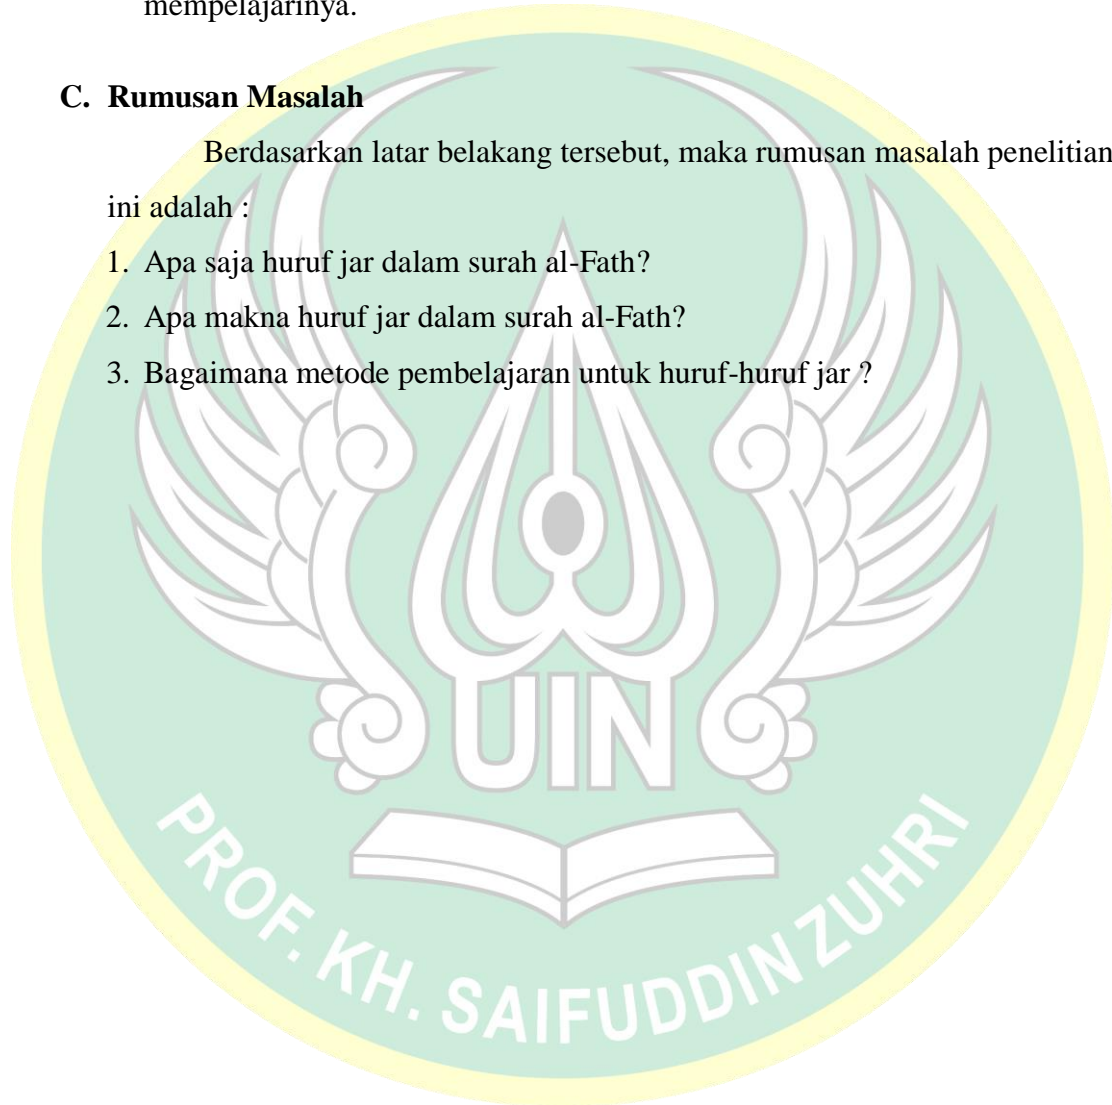 mempelajarinya.
C. Rumusan Masalah
Berdasarkan latar belakang tersebut, maka rumusan masalah penelitian
ini adalah :
1. Apa saja huruf jar dalam surah al-Fath?
2. Apa makna huruf jar dalam surah al-Fath?
3. Bagaimana metode pembelajaran untuk huruf-huruf jar ?
UIN
PROF. KH. SAIFUDDIN ZUHRI